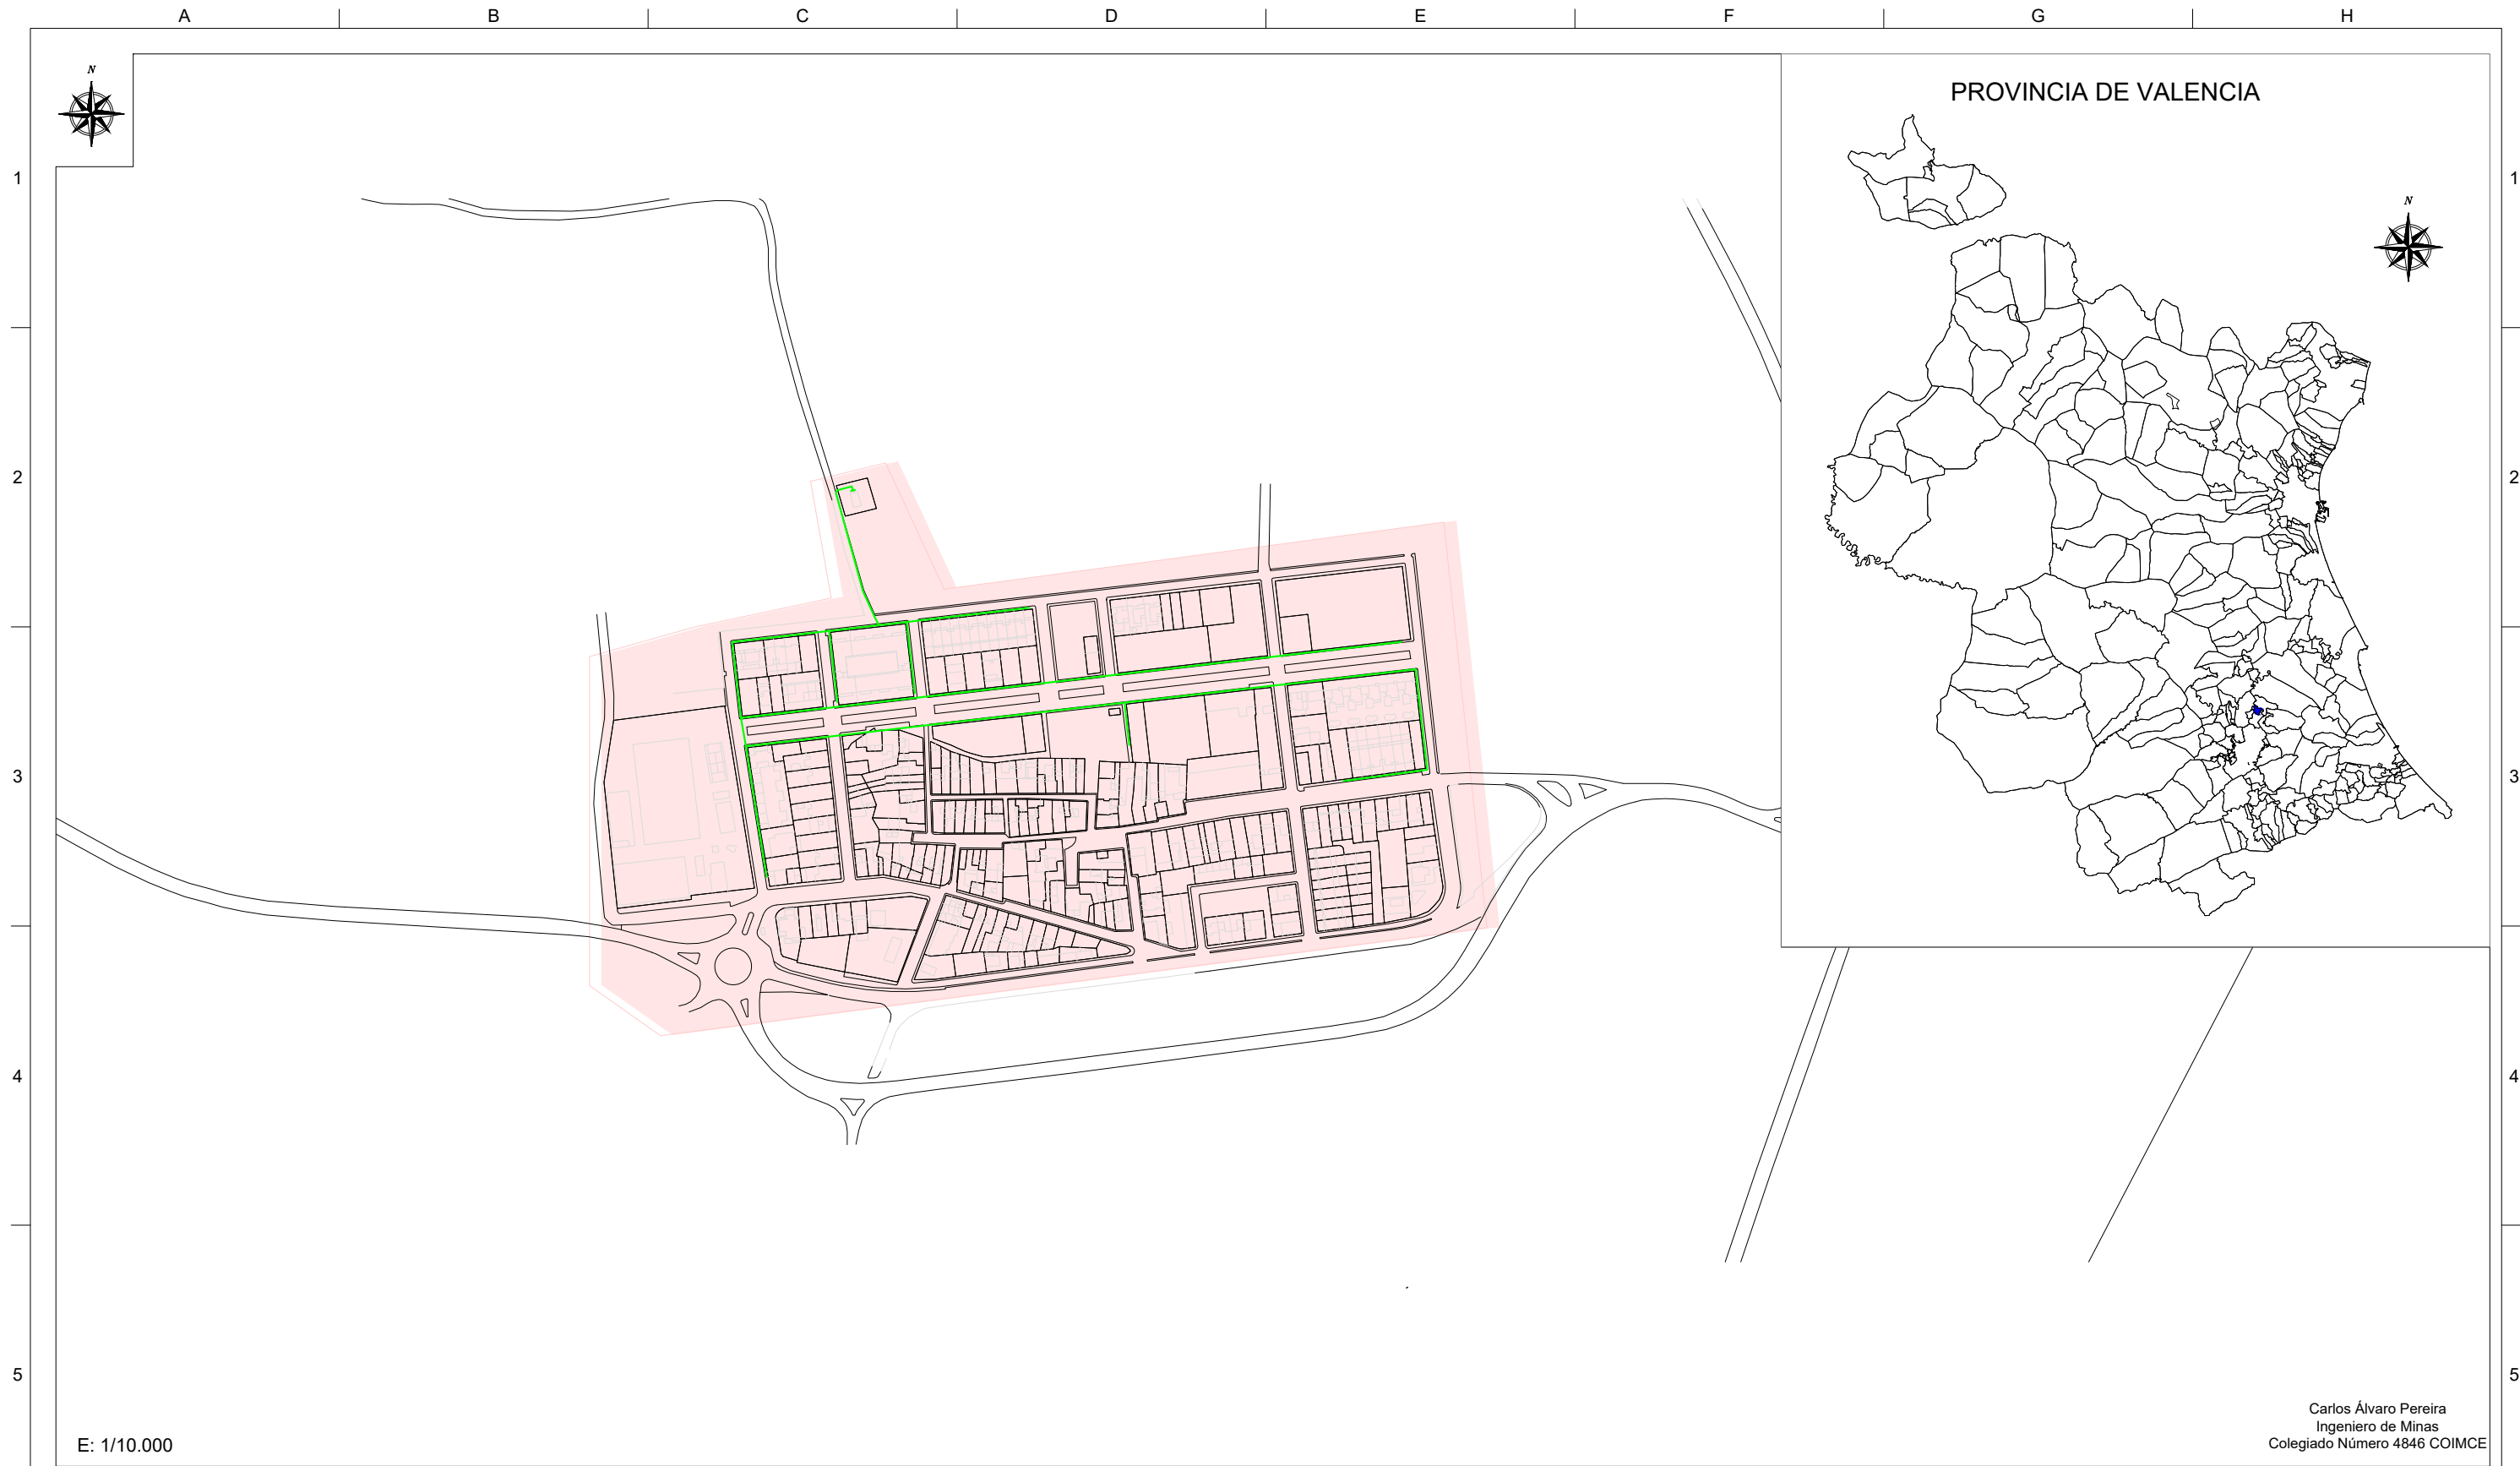 A B C D E F G H
N
PROVINCIA DE VALENCIA
1 1
N
2 2
3 3
4 4
5 5
E: 1/10.000
Carlos Álvaro Pereira
Ingeniero de Minas
Colegiado Número 4846 COIMCE